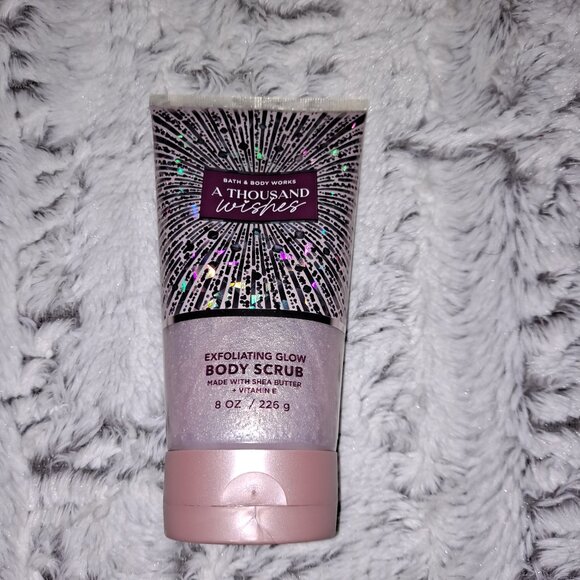 BATH & BODY WORKS
A THOUSAND
wishes
EXFOLIATING GLOW
BODY SCRUB
MADE WITH SHEA BUTTER
+ VITAMIN E
8 OZ / 226 g